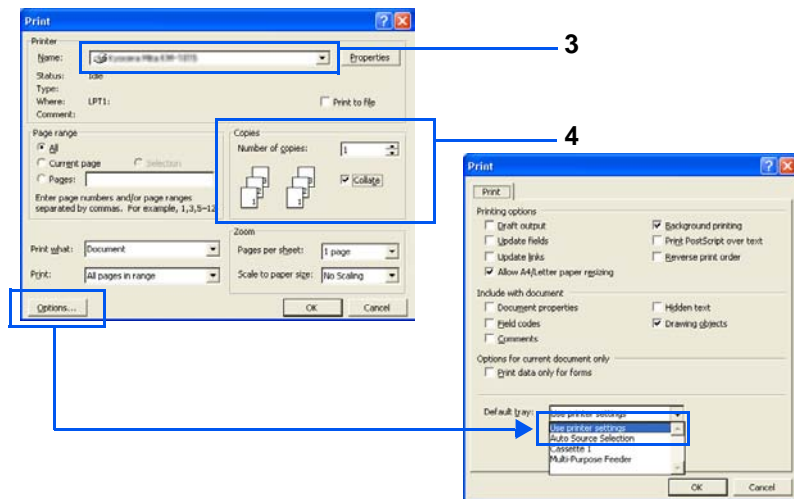 Print
Printer
Name:
Properties
3
Status: Idle
Type:
Where: LPT1:
Print to file
Comment:
Page range
All
Current page
Selection
Pages:
Enter page numbers and/or page ranges
separated by commas. For example, 1,3,5–12
Copies
Number of copies: 1
Collate
4
1
2
3
1
2
3
Print what: Document
Print: All pages in range
Zoom
Pages per sheet: 1 page
Scale to paper size: No Scaling
Options...
OK
Cancel
Print
Print
Printing options
Draft output
Background printing
Update fields
Print PostScript over text
Update links
Reverse print order
Allow A4/Letter paper resizing
Include with document
Document properties
Hidden text
Field codes
Drawing objects
Comments
Options for current document only
Print data only for forms
Default tray: Use printer settings
Use printer settings
Auto Source Selection
Cassette 1
Multi-Purpose Feeder
OK
Cancel